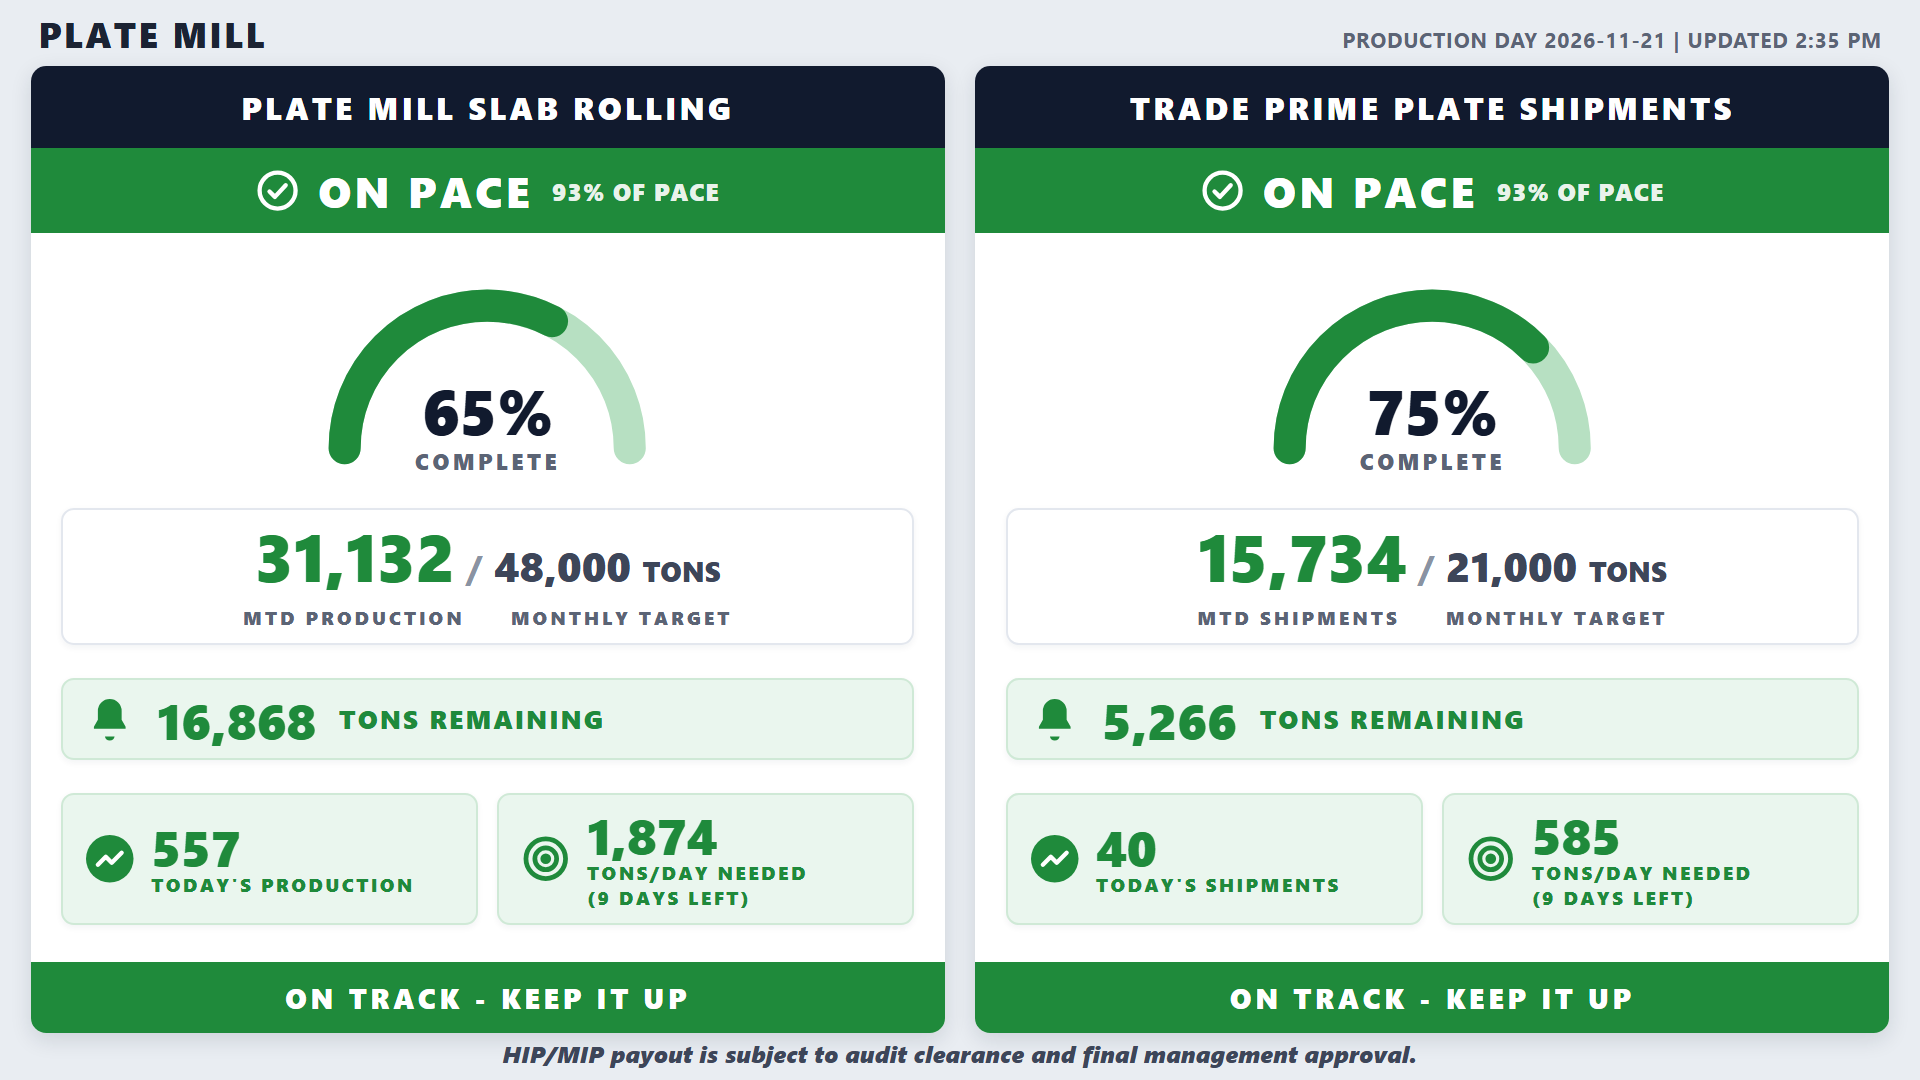 PLATE MILL
PRODUCTION DAY 2026-11-21 | UPDATED 2:35 PM
PLATE MILL SLAB ROLLING
ON PACE 93% OF PACE
65%
COMPLETE
31,132 / 48,000 TONS
MTD PRODUCTION MONTHLY TARGET
16,868 TONS REMAINING
557
TODAY'S PRODUCTION
1,874
TONS/DAY NEEDED
(9 DAYS LEFT)
ON TRACK - KEEP IT UP
TRADE PRIME PLATE SHIPMENTS
ON PACE 93% OF PACE
75%
COMPLETE
15,734 / 21,000 TONS
MTD SHIPMENTS MONTHLY TARGET
5,266 TONS REMAINING
40
TODAY'S SHIPMENTS
585
TONS/DAY NEEDED
(9 DAYS LEFT)
ON TRACK - KEEP IT UP
HIP/MIP payout is subject to audit clearance and final management approval.